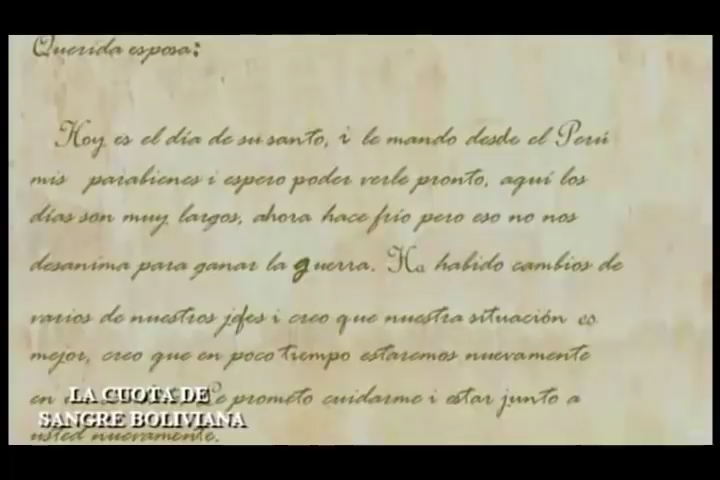 Querida esposa:
Hoy es el día de su santo, i le mando desde el Perú
mis parabienes i espero poder verle pronto, aquí los
días son muy largos, ahora hace frío pero eso no nos
desanima para ganar la guerra. Ha habido cambios de
varios de nuestros jefes i creo que nuestra situación es
mejor, creo que en poco tiempo estaremos nuevamente
en prometo cuidarme i estar junto a
usted nuevamente.
LA CUOTA DE
SANGRE BOLIVIANA